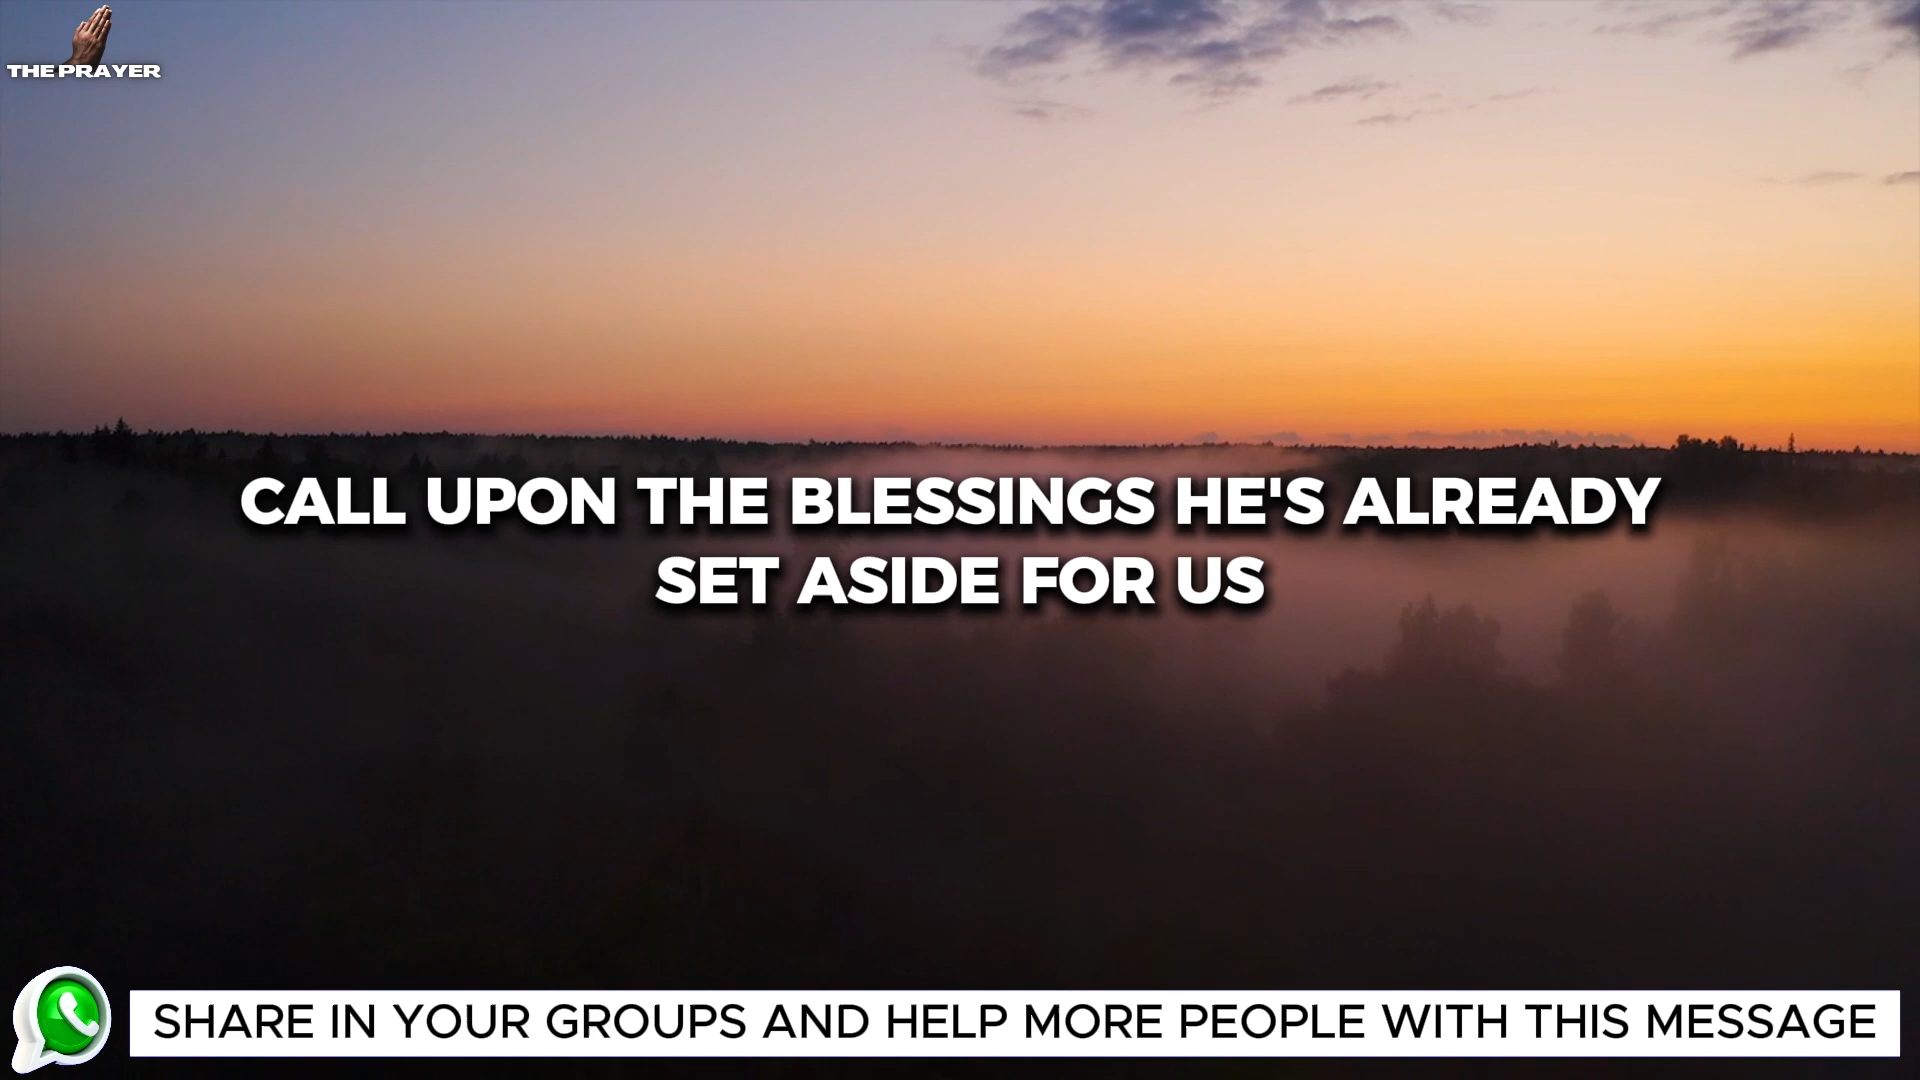 THE PRAYER
CALL UPON THE BLESSINGS HE'S ALREADY
SET ASIDE FOR US
SHARE IN YOUR GROUPS AND HELP MORE PEOPLE WITH THIS MESSAGE